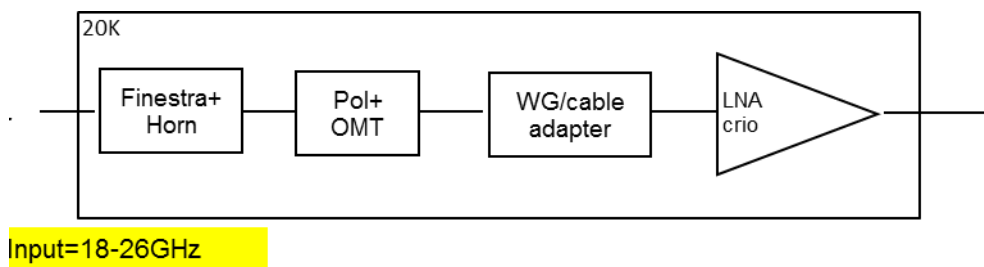 20K
Finestra+
Horn
Pol+
OMT
WG/cable
adapter
LNA
crio
Input=18-26GHz